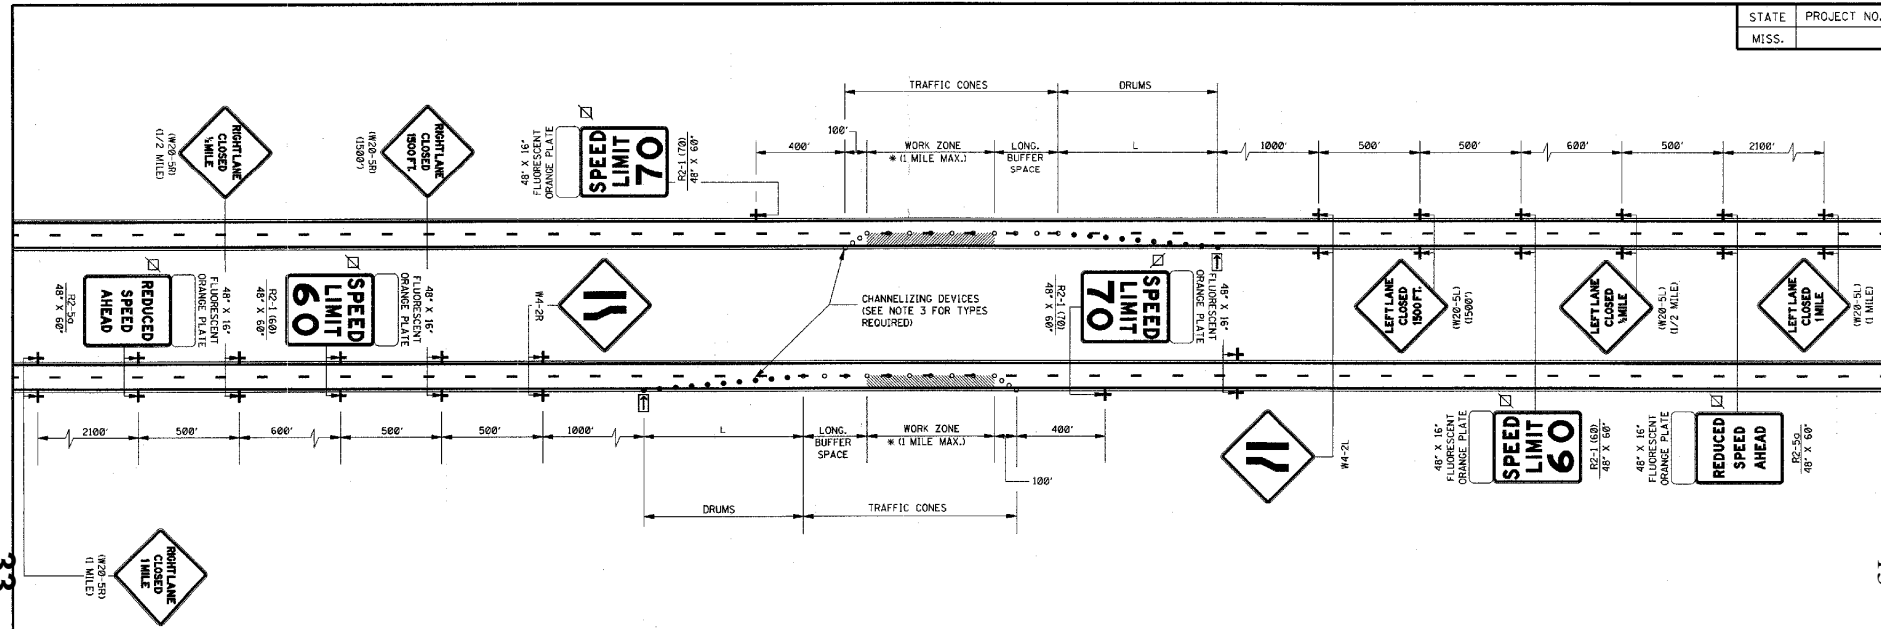 STATE PROJECT NO.
MISS.
TRAFFIC CONES
DRUMS
100'
400'
WORK ZONE
* (1 MILE MAX.)
LONG.
BUFFER
SPACE
L
1000'
500'
500'
600'
500'
2100'
RIGHT LANE
CLOSED
½ MILE
(W20-5R)
(1/2 MILE)
RIGHT LANE
CLOSED
1500 FT.
(W20-5R)
(1500')
SPEED
LIMIT
70
48" X 16"
FLUORESCENT
ORANGE PLATE
R2-1 (70)
48" X 60"
REDUCED
SPEED
AHEAD
R2-5a
48" X 60"
48" X 16"
FLUORESCENT
ORANGE PLATE
SPEED
LIMIT
60
R2-1 (60)
48" X 60"
48" X 16"
FLUORESCENT
ORANGE PLATE
W4-2R
CHANNELIZING DEVICES
(SEE NOTE 3 FOR TYPES
REQUIRED)
SPEED
LIMIT
70
R2-1 (70)
48" X 60"
48" X 16"
FLUORESCENT
ORANGE PLATE
LEFT LANE
CLOSED
1500 FT.
(W20-5L)
(1500')
LEFT LANE
CLOSED
½ MILE
(W20-5L)
(1/2 MILE)
LEFT LANE
CLOSED
1 MILE
(W20-5L)
(1 MILE)
2100'
500'
600'
500'
500'
1000'
L
LONG.
BUFFER
SPACE
WORK ZONE
* (1 MILE MAX.)
400'
100'
DRUMS
TRAFFIC CONES
W4-2L
SPEED
LIMIT
60
48" X 16"
FLUORESCENT
ORANGE PLATE
R2-1 (60)
48" X 60"
REDUCED
SPEED
AHEAD
48" X 16"
FLUORESCENT
ORANGE PLATE
R2-5a
48" X 60"
RIGHT LANE
CLOSED
1 MILE
(W20-5R)
(1 MILE)